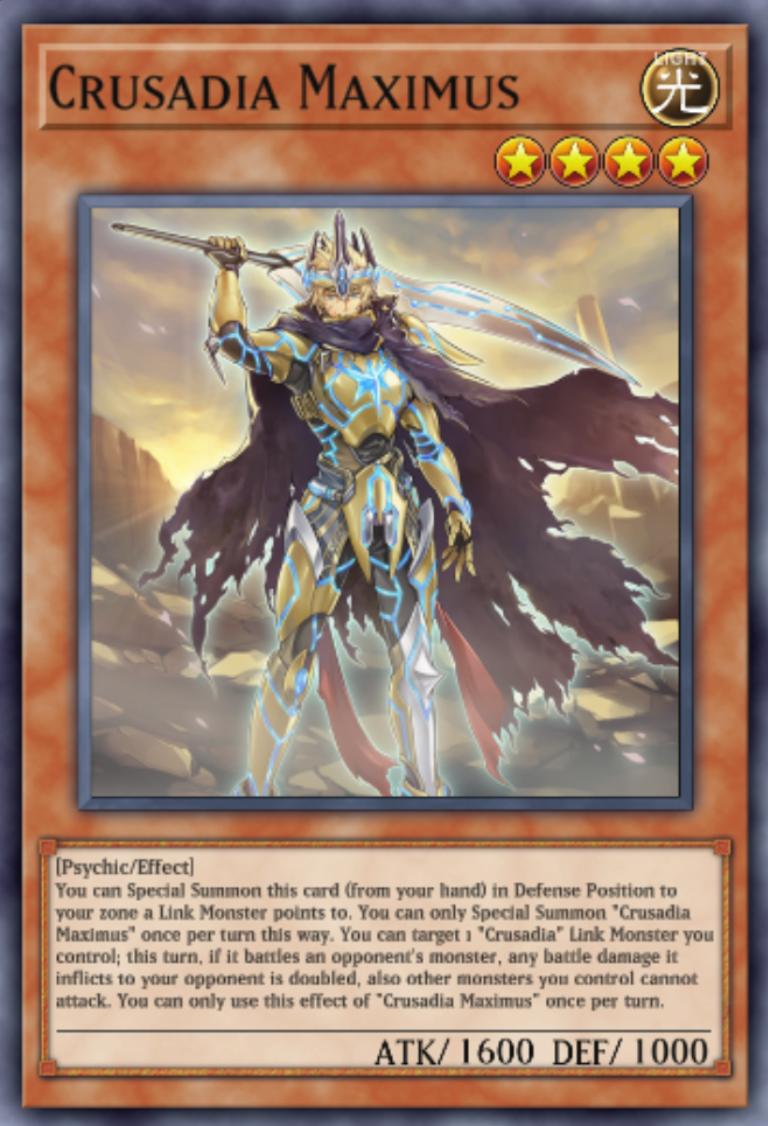 CRUSADIA MAXIMUS
LIGHT
光
[Psychic/Effect]
You can Special Summon this card (from your hand) in Defense Position to
your zone a Link Monster points to. You can only Special Summon "Crusadia
Maximus" once per turn this way. You can target 1 "Crusadia" Link Monster you
control; this turn, if it battles an opponent's monster, any battle damage it
inflicts to your opponent is doubled, also other monsters you control cannot
attack. You can only use this effect of "Crusadia Maximus" once per turn.
ATK/ 1600 DEF/ 1000